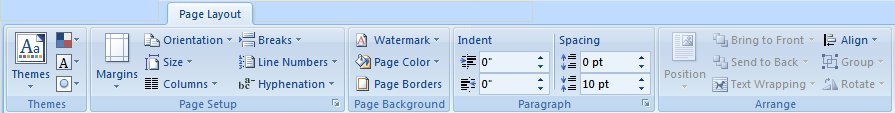 Page Layout
Aa
Themes
A
Themes
Margins
Orientation
Size
Columns
Breaks
Line Numbers
bc Hyphenation
Page Setup
Watermark
Page Color
Page Borders
Page Background
Indent
0"
0"
Spacing
0 pt
10 pt
Paragraph
Position
Bring to Front
Send to Back
Text Wrapping
Align
Group
Rotate
Arrange